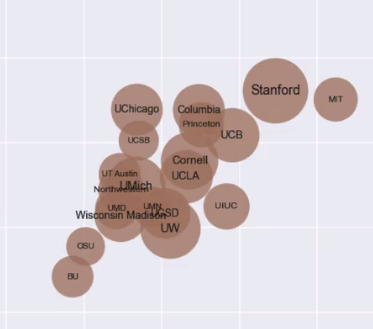 Stanford
MIT
UChicago
Columbia
Princeton
UCB
UCSB
Cornell
UT Austin
UCLA
UMich
Northwestern
UMD
UMN
UIUC
Wisconsin Madison
UCSD
UW
OSU
BU